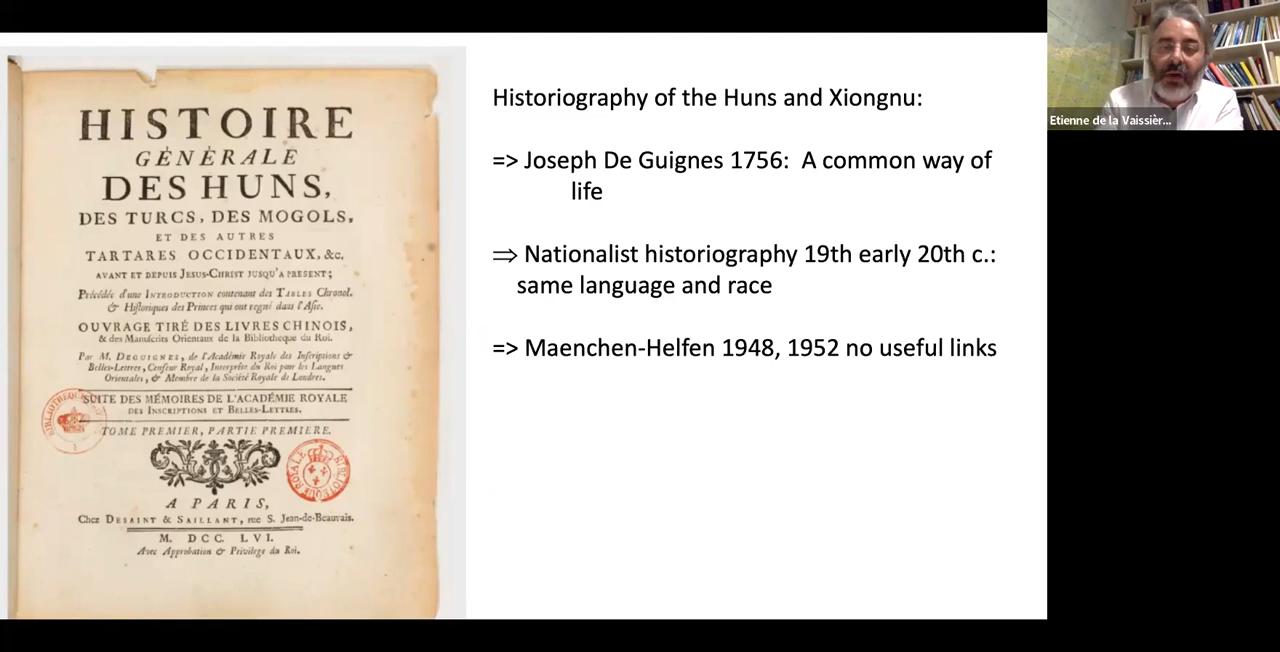 HISTOIRE
GÉNÉRALE
DES HUNS,
DES TURCS, DES MOGOLS,
ET DES AUTRES
TARTARES OCCIDENTAUX, &c.
AVANT ET DEPUIS JESUS-CHRIST JUSQU'A PRESENT;
Précédée d'une INTRODUCTION contenant des TABLES Chronol.
& Historiques des Princes qui ont regné dans l'Asie.
OUVRAGE TIRÉ DES LIVRES CHINOIS,
& des Manuscrits Orientaux de la Bibliotheque du Roi.
Par M. DEGUIGNES, de l'Académie Royale des Inscriptions &
Belles-Lettres, Censeur Royal, Interprète du Roi pour les Langues
Orientales, & Membre de la Société Royale de Londres.
SUITE DES MÉMOIRES DE L'ACADÉMIE ROYALE
DES INSCRIPTIONS ET BELLES-LETTRES.
TOME PREMIER, PARTIE PREMIERE.
BIBLIOTHEQUE ROYALE
A PARIS,
Chez DESAINT & SAILLANT, rue S. Jean-de-Beauvais.
M. DCC. LVI.
Avec Approbation & Privilege du Roi.
Historiography of the Huns and Xiongnu:
=> Joseph De Guignes 1756: A common way of
life
⇒ Nationalist historiography 19th early 20th c.:
same language and race
=> Maenchen-Helfen 1948, 1952 no useful links
Etienne de la Vaissièr...